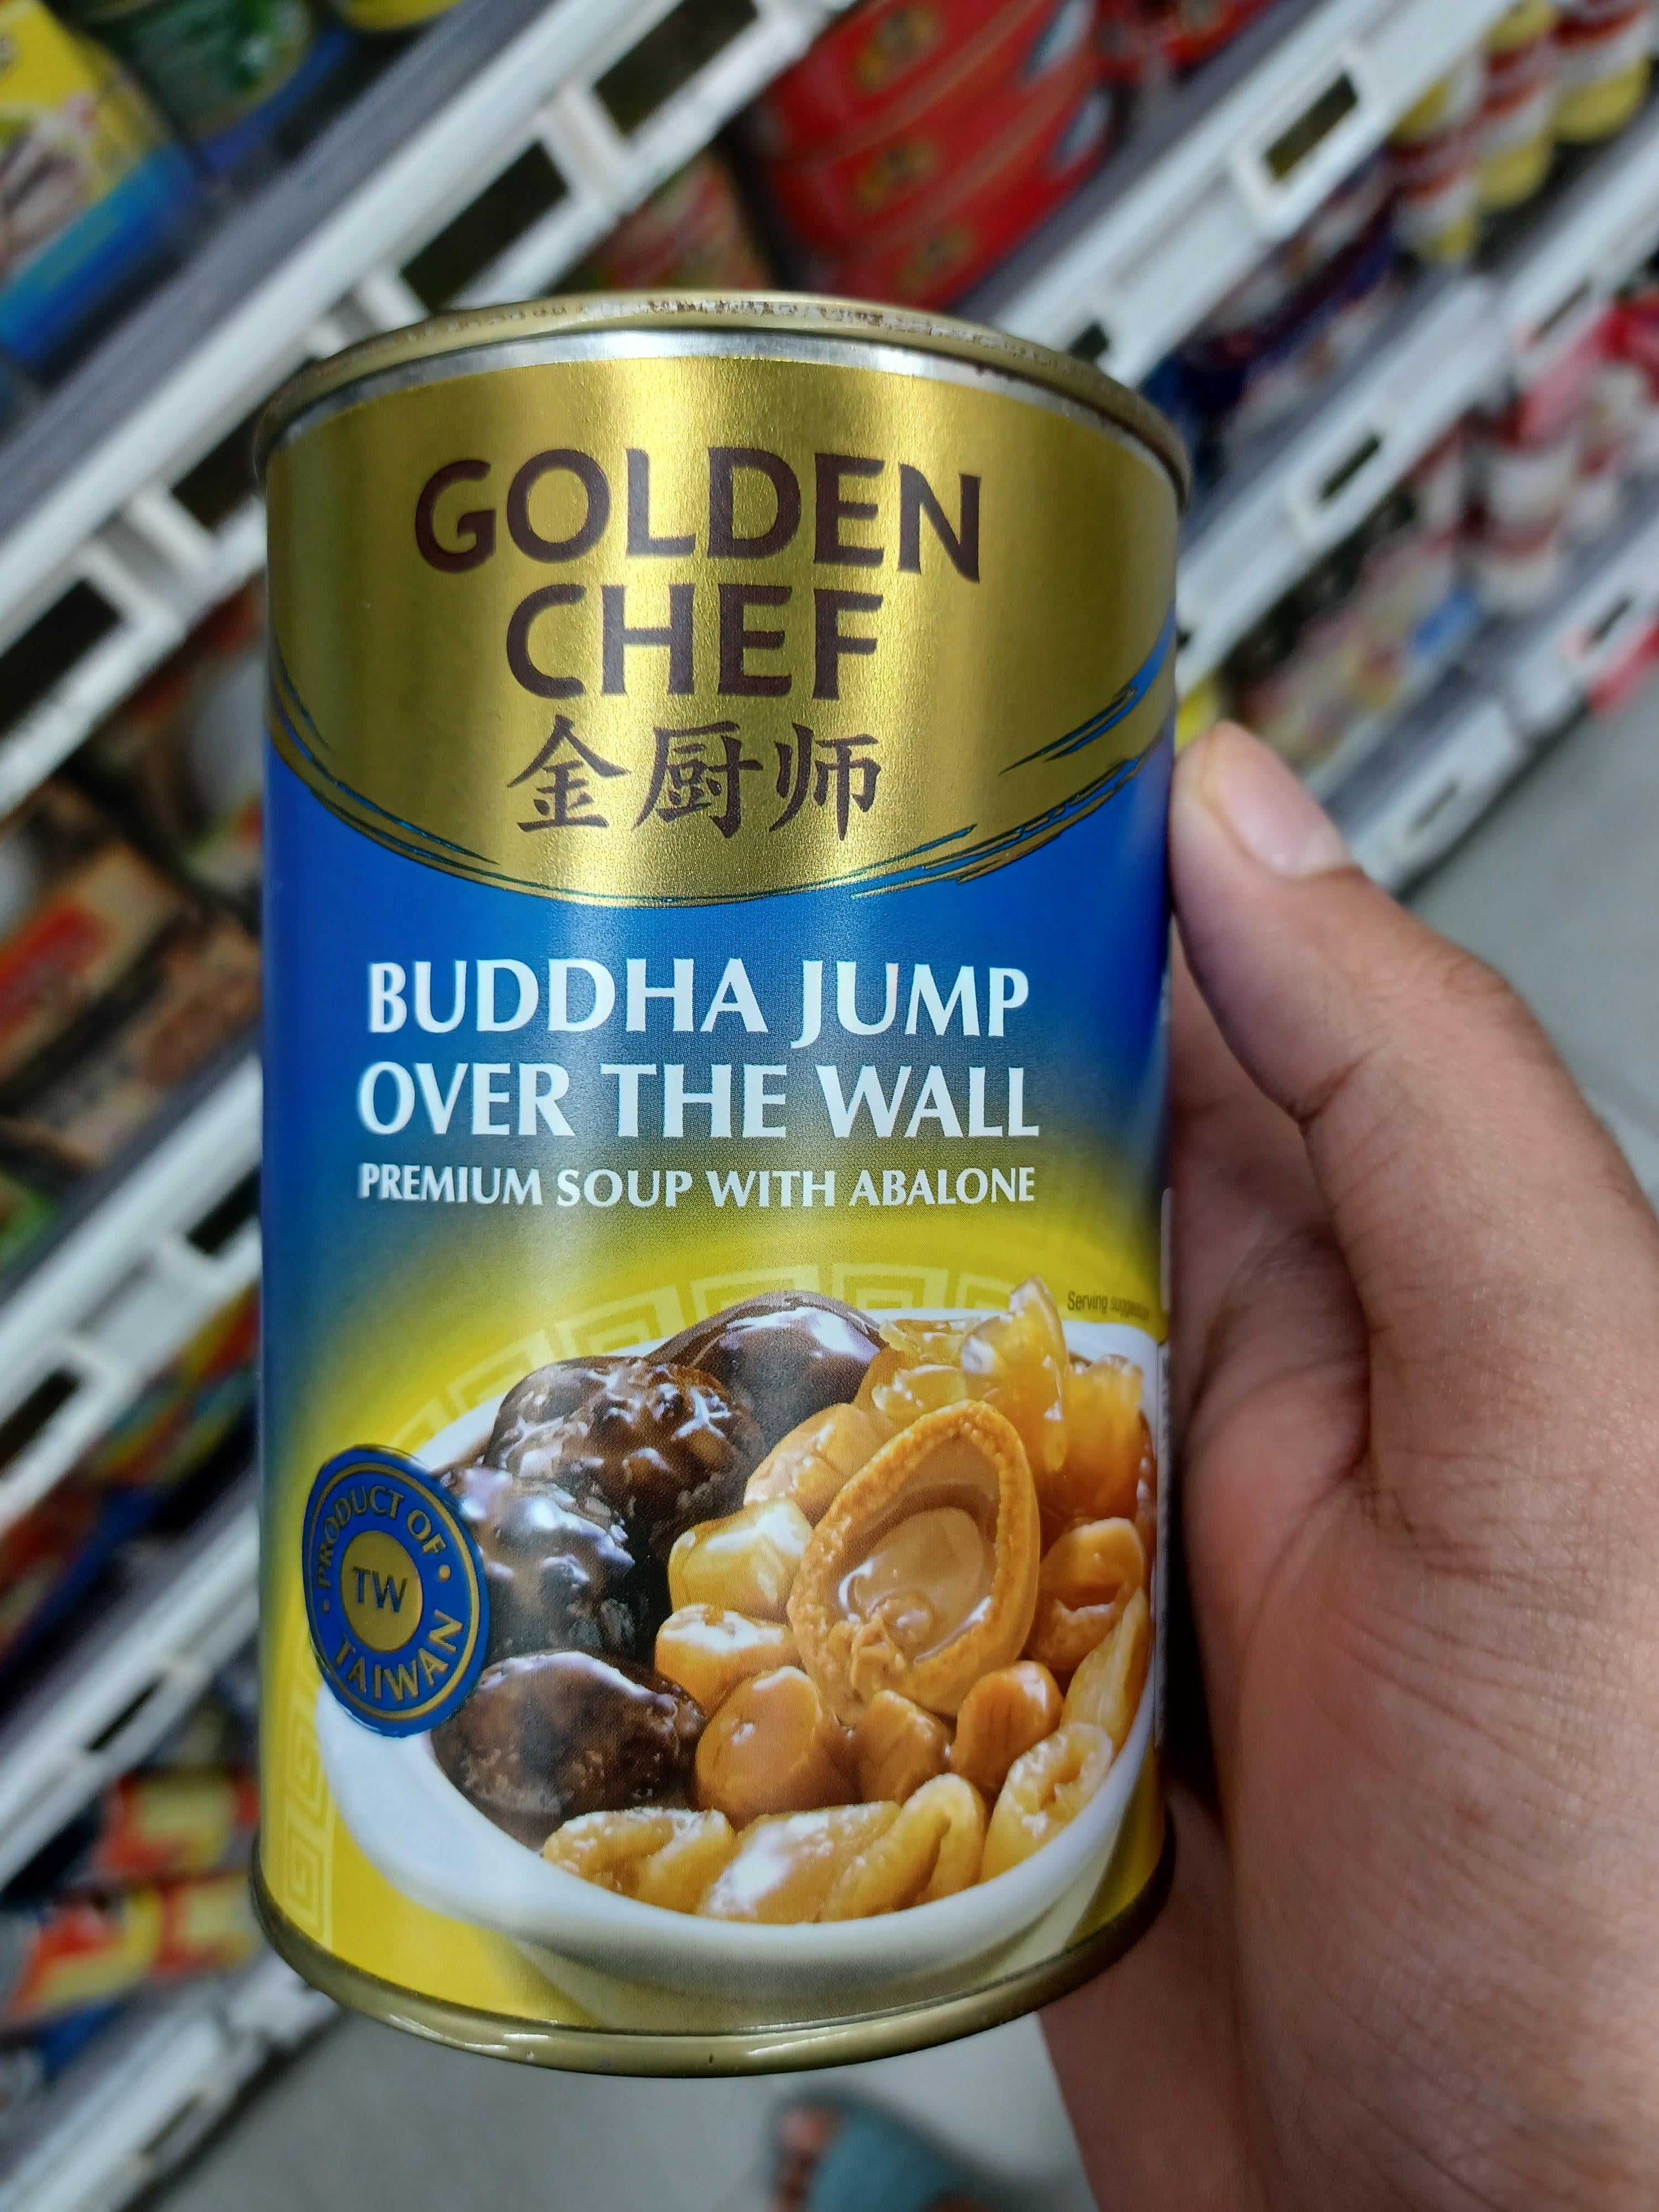 GOLDEN
CHEF
金厨师
BUDDHA JUMP
OVER THE WALL
PREMIUM SOUP WITH ABALONE
Serving suggestion
PRODUCT OF
TW
TAIWAN